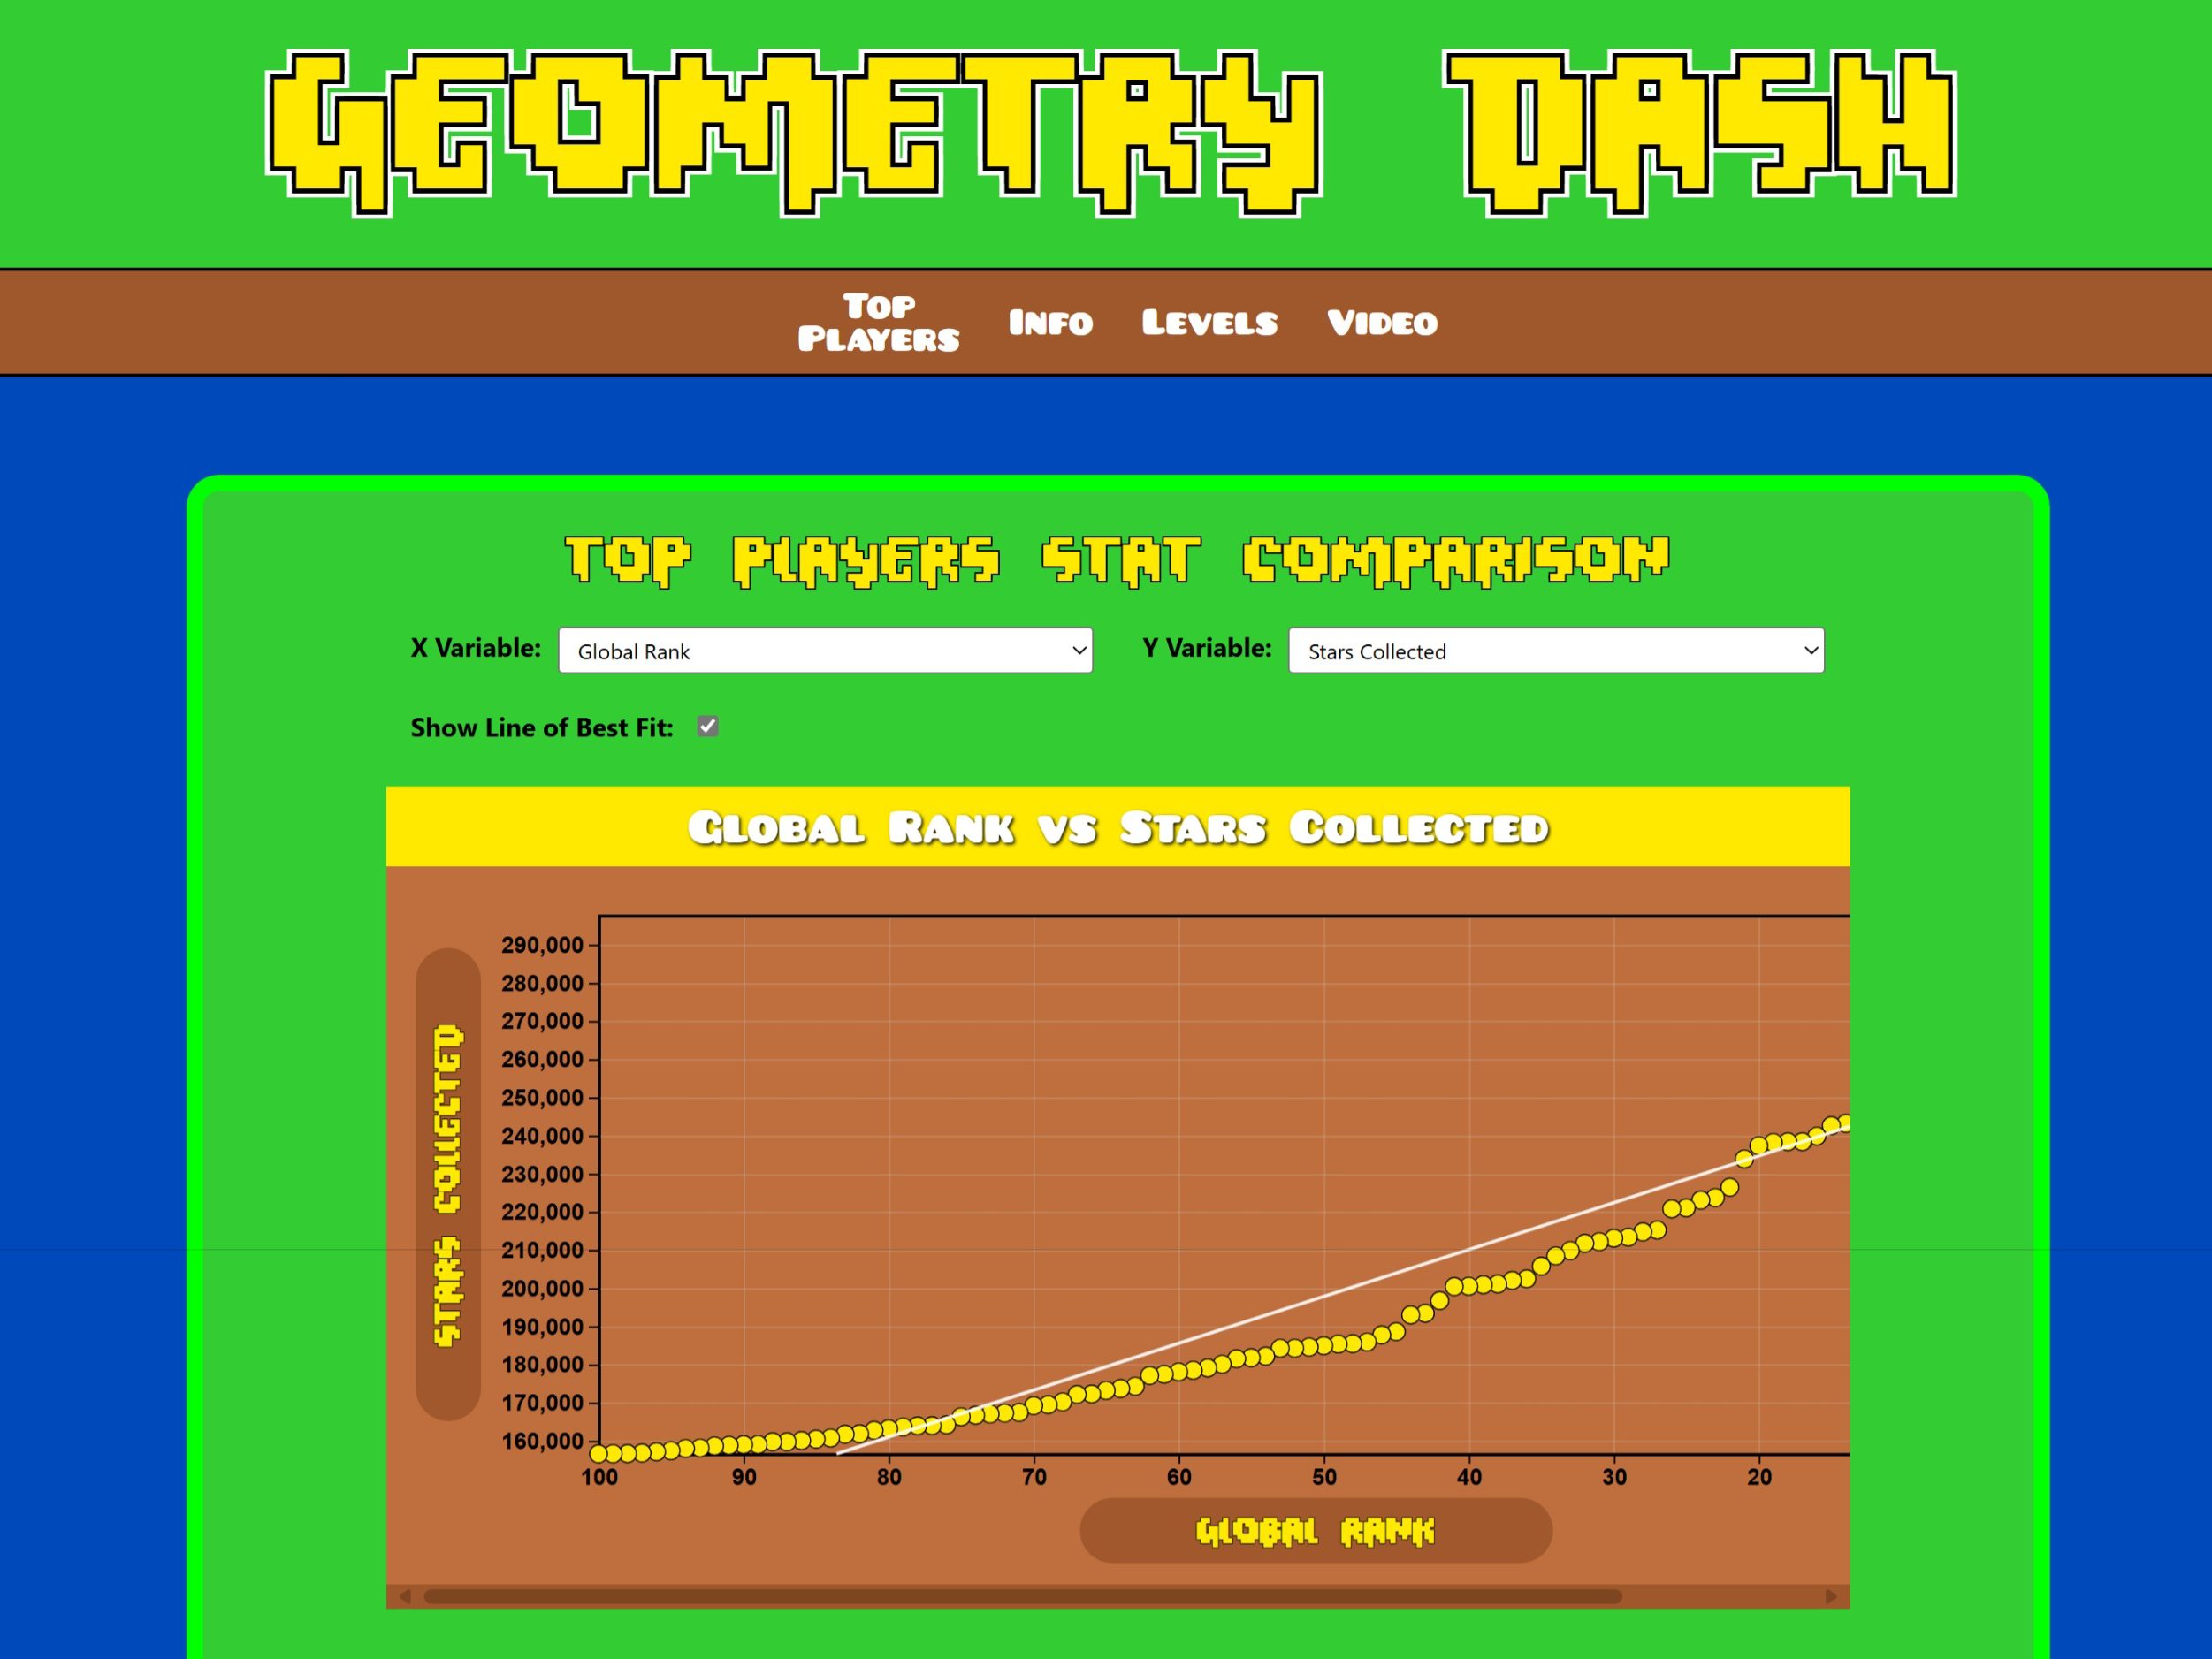 GEOMETRY DASH
Top
Players
Info
Levels
Video
TOP PLAYERS STAT COMPARISON
X Variable:
Global Rank
Y Variable:
Stars Collected
Show Line of Best Fit:
Global Rank vs Stars Collected
STARS COLLECTED
290,000
280,000
270,000
260,000
250,000
240,000
230,000
220,000
210,000
200,000
190,000
180,000
170,000
160,000
100
90
80
70
60
50
40
30
20
GLOBAL RANK